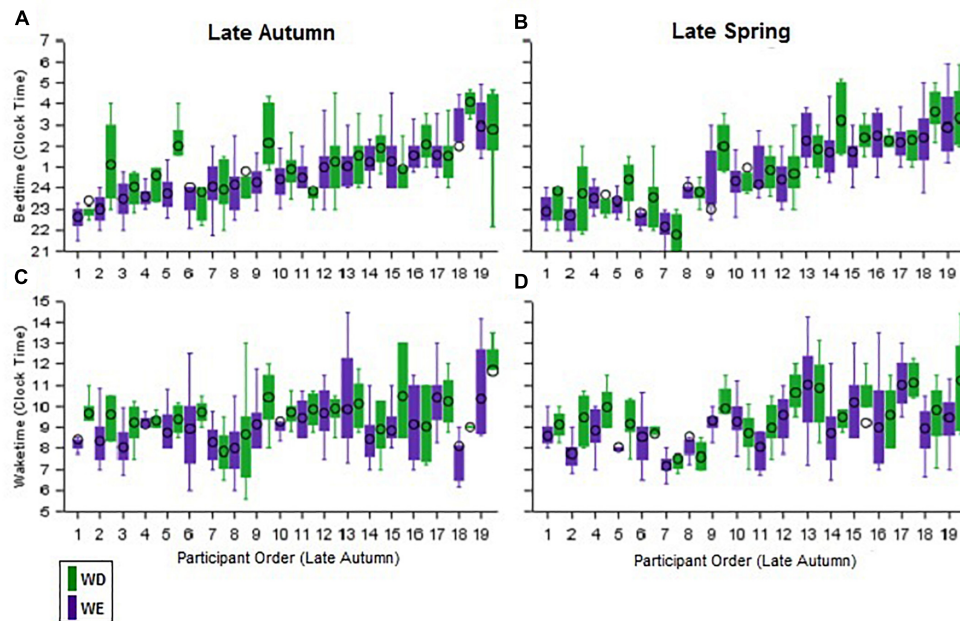 A
Late Autumn
B
Late Spring
Bedtime (Clock Time)
7
6
5
4
3
2
1
24
23
22
21
1 2 3 4 5 6 7 8 9 10 11 12 13 14 15 16 17 18 19
1 2 3 4 5 6 7 8 9 10 11 12 13 14 15 16 17 18 19
C
D
Waketime (Clock Time)
15
14
13
12
11
10
9
8
7
6
5
1 2 3 4 5 6 7 8 9 10 11 12 13 14 15 16 17 18 19
1 2 3 4 5 6 7 8 9 10 11 12 13 14 15 16 17 18 19
Participant Order (Late Autumn)
Participant Order (Late Autumn)
WD
WE